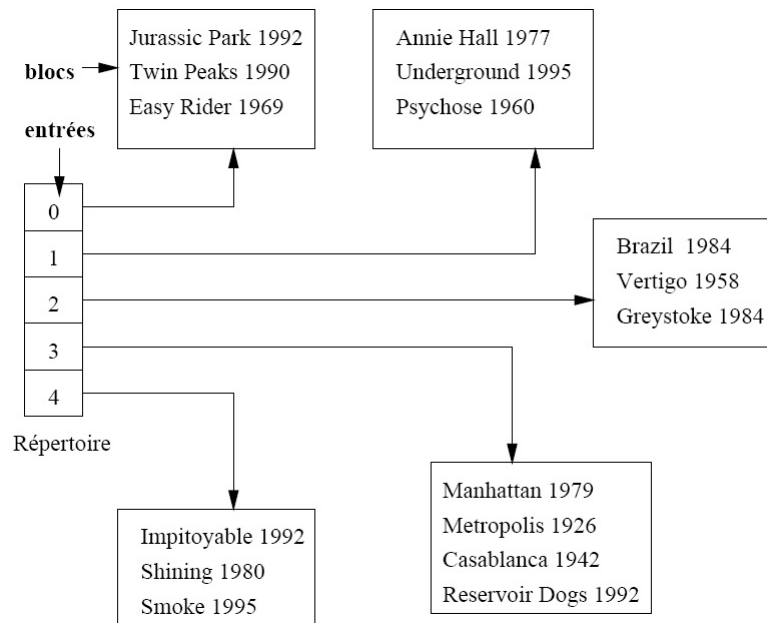 Jurassic Park 1992
Twin Peaks 1990
Easy Rider 1969
Annie Hall 1977
Underground 1995
Psychose 1960
blocs
entrées
0
1
2
3
4
Répertoire
Brazil 1984
Vertigo 1958
Greystoke 1984
Impitoyable 1992
Shining 1980
Smoke 1995
Manhattan 1979
Metropolis 1926
Casablanca 1942
Reservoir Dogs 1992